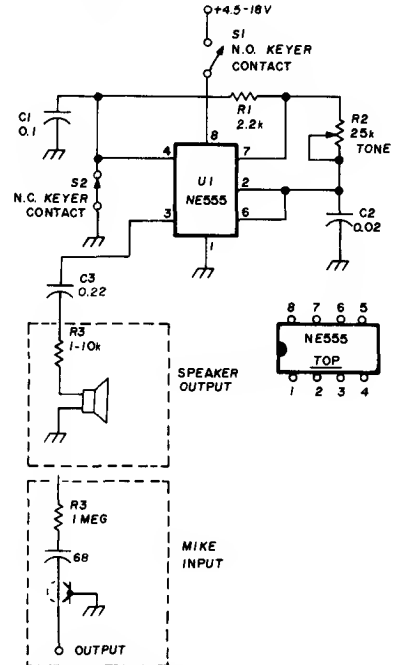 +4.5-18V
S1
N.O. KEYER
CONTACT
C1
0.1
R1
2.2k
R2
25k
TONE
8
4
7
U1
NE555
2
6
3
1
S2
N.C. KEYER
CONTACT
C2
0.02
C3
0.22
R3
1-10k
SPEAKER
OUTPUT
8 7 6 5
NE555
TOP
1 2 3 4
R3
1 MEG
68
MIKE
INPUT
OUTPUT